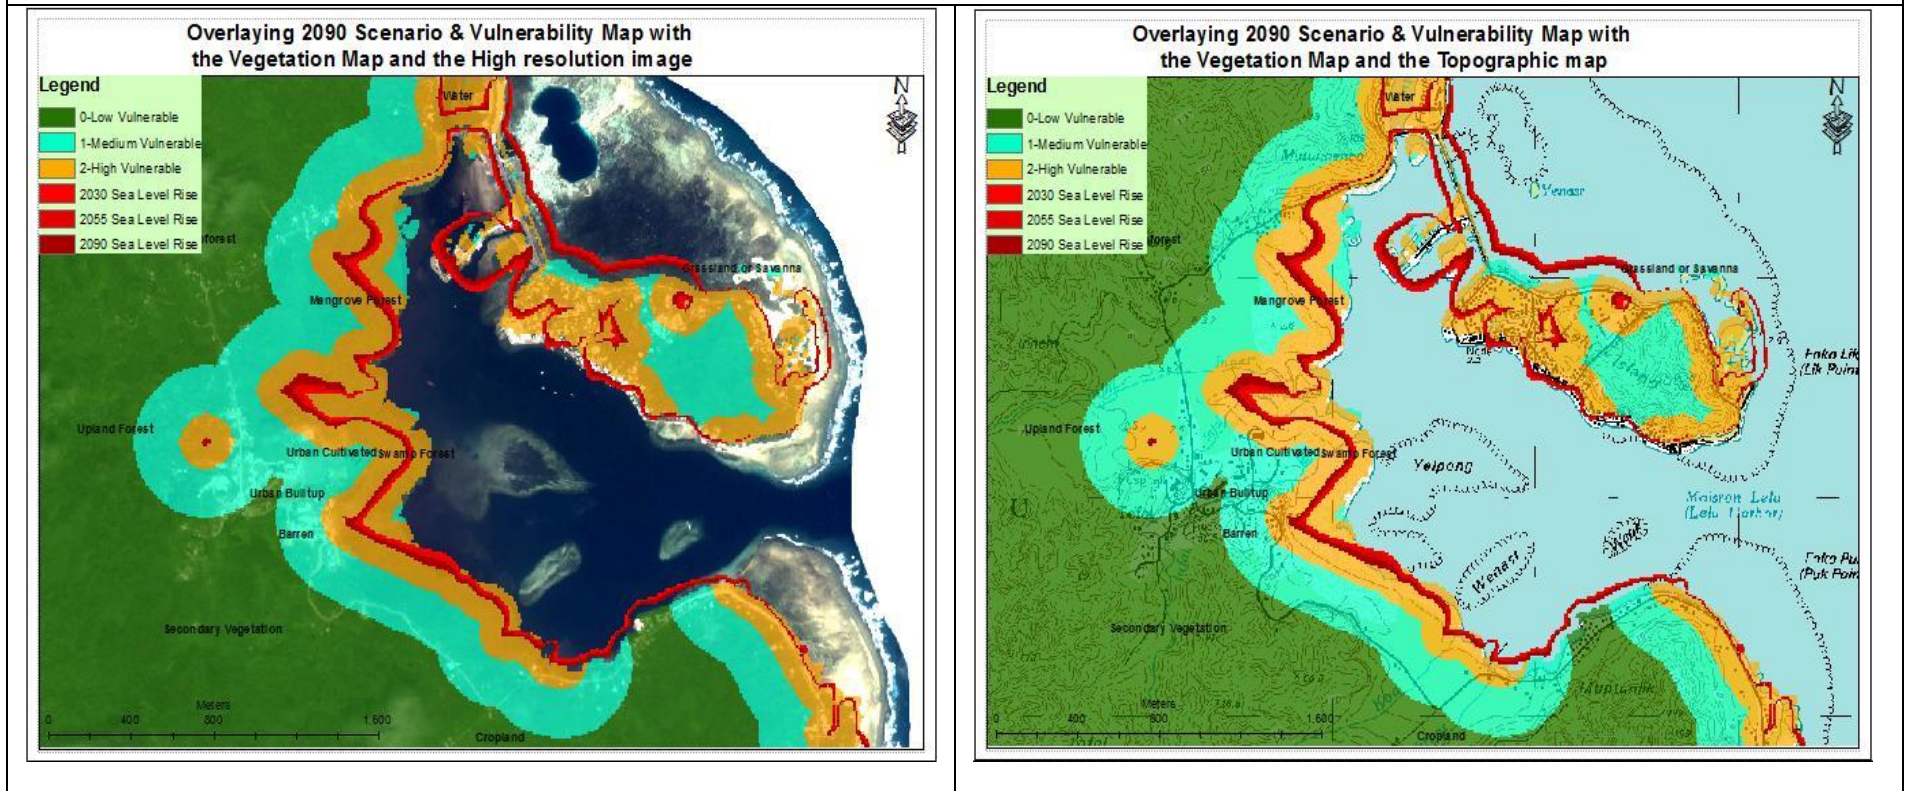 Overlaying 2090 Scenario & Vulnerability Map with
the Vegetation Map and the High resolution image
Legend
0-Low Vulnerable
1-Medium Vulnerable
2-High Vulnerable
2030 Sea Level Rise
2055 Sea Level Rise
2090 Sea Level Rise
N
Water
Grassland or Savanna
Mangrove Forest
Upland Forest
Urban Cultivated
Swamp Forest
Urban Builtup
Barren
Secondary Vegetation
Meters
0 400 800 1,600
Cropland
Overlaying 2090 Scenario & Vulnerability Map with
the Vegetation Map and the Topographic map
Legend
0-Low Vulnerable
1-Medium Vulnerable
2-High Vulnerable
2030 Sea Level Rise
2055 Sea Level Rise
2090 Sea Level Rise
N
Water
Yenasr
Grassland or Savanna
Mangrove Forest
Island
Upland Forest
Urban Cultivated
Swamp Forest
Yelpong
Urban Builtup
U
(Lelu Harbor)
Barren
Wenast
Secondary Vegetation
Meters
0 400 800 1,600
Cropland